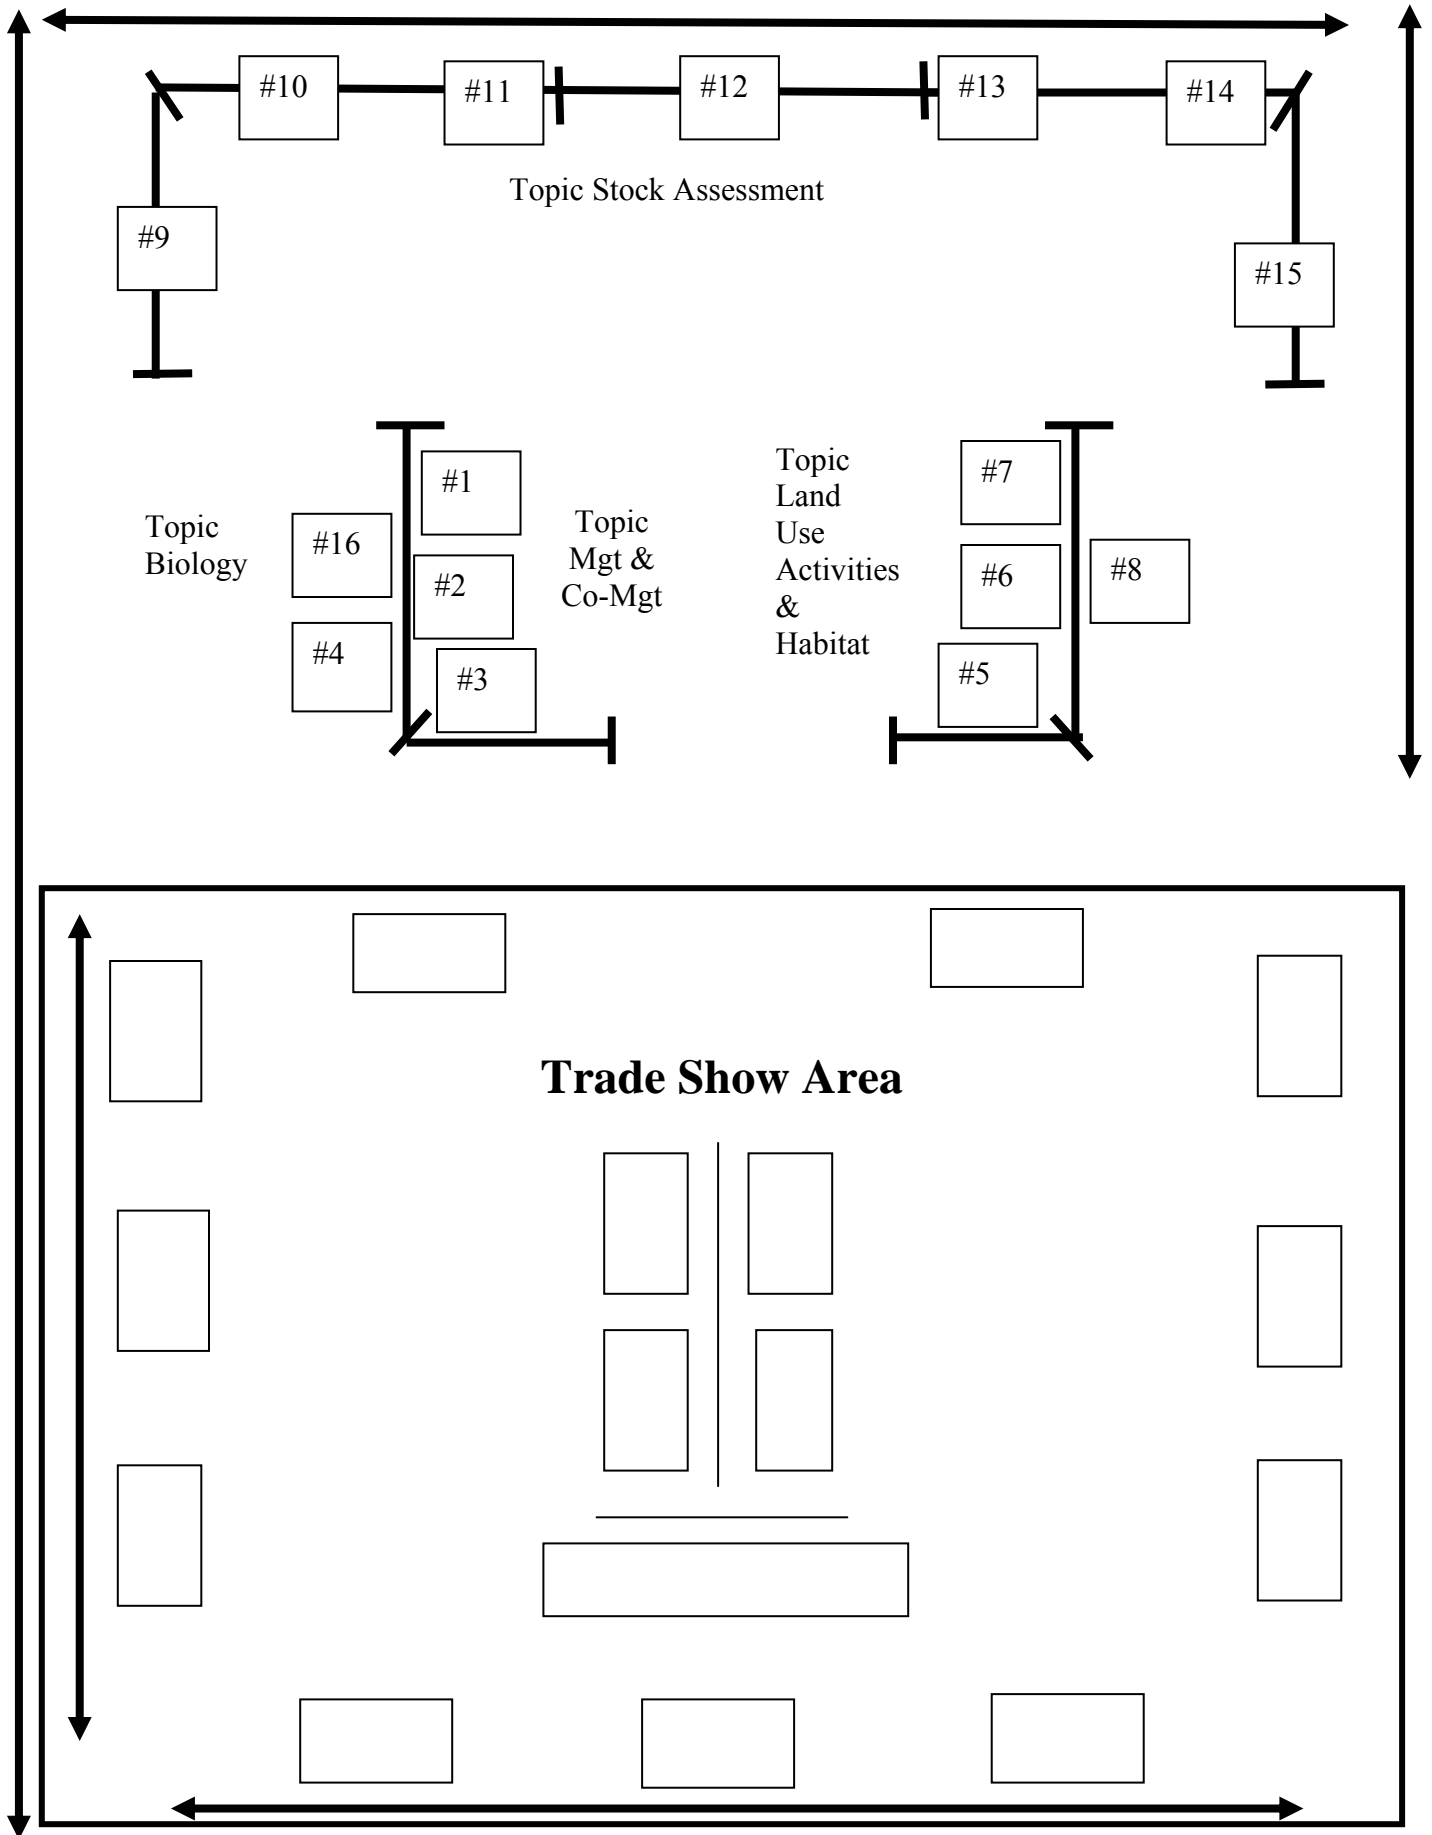 #10
#11
#12
#13
#14
Topic Stock Assessment
#9
#15
#1
#16
#2
#4
#3
Topic
Biology
Topic
Mgt &
Co-Mgt
Topic
Land
Use
Activities
&
Habitat
#7
#6
#8
#5
Trade Show Area